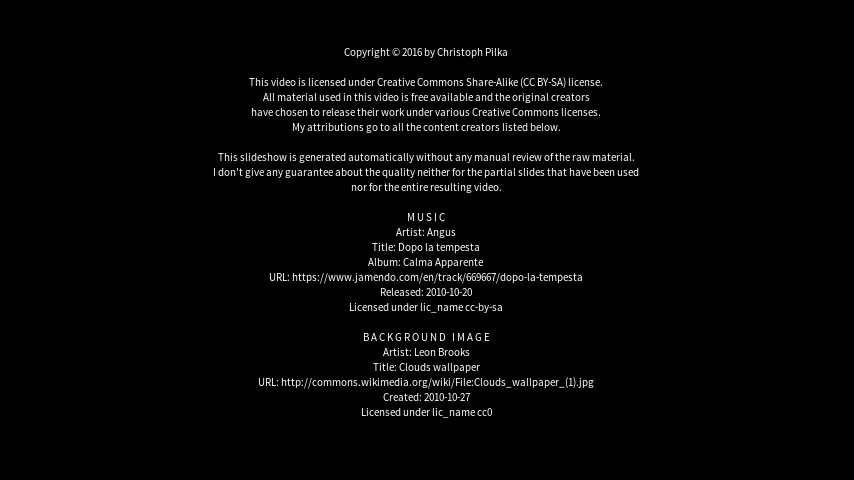 Copyright © 2016 by Christoph Pilka
This video is licensed under Creative Commons Share-Alike (CC BY-SA) license.
All material used in this video is free available and the original creators
have chosen to release their work under various Creative Commons licenses.
My attributions go to all the content creators listed below.
This slideshow is generated automatically without any manual review of the raw material.
I don't give any guarantee about the quality neither for the partial slides that have been used
nor for the entire resulting video.
M U S I C
Artist: Angus
Title: Dopo la tempesta
Album: Calma Apparente
URL: https://www.jamendo.com/en/track/669667/dopo-la-tempesta
Released: 2010-10-20
Licensed under lic_name cc-by-sa
B A C K G R O U N D   I M A G E
Artist: Leon Brooks
Title: Clouds wallpaper
URL: http://commons.wikimedia.org/wiki/File:Clouds_wallpaper_(1).jpg
Created: 2010-10-27
Licensed under lic_name cc0